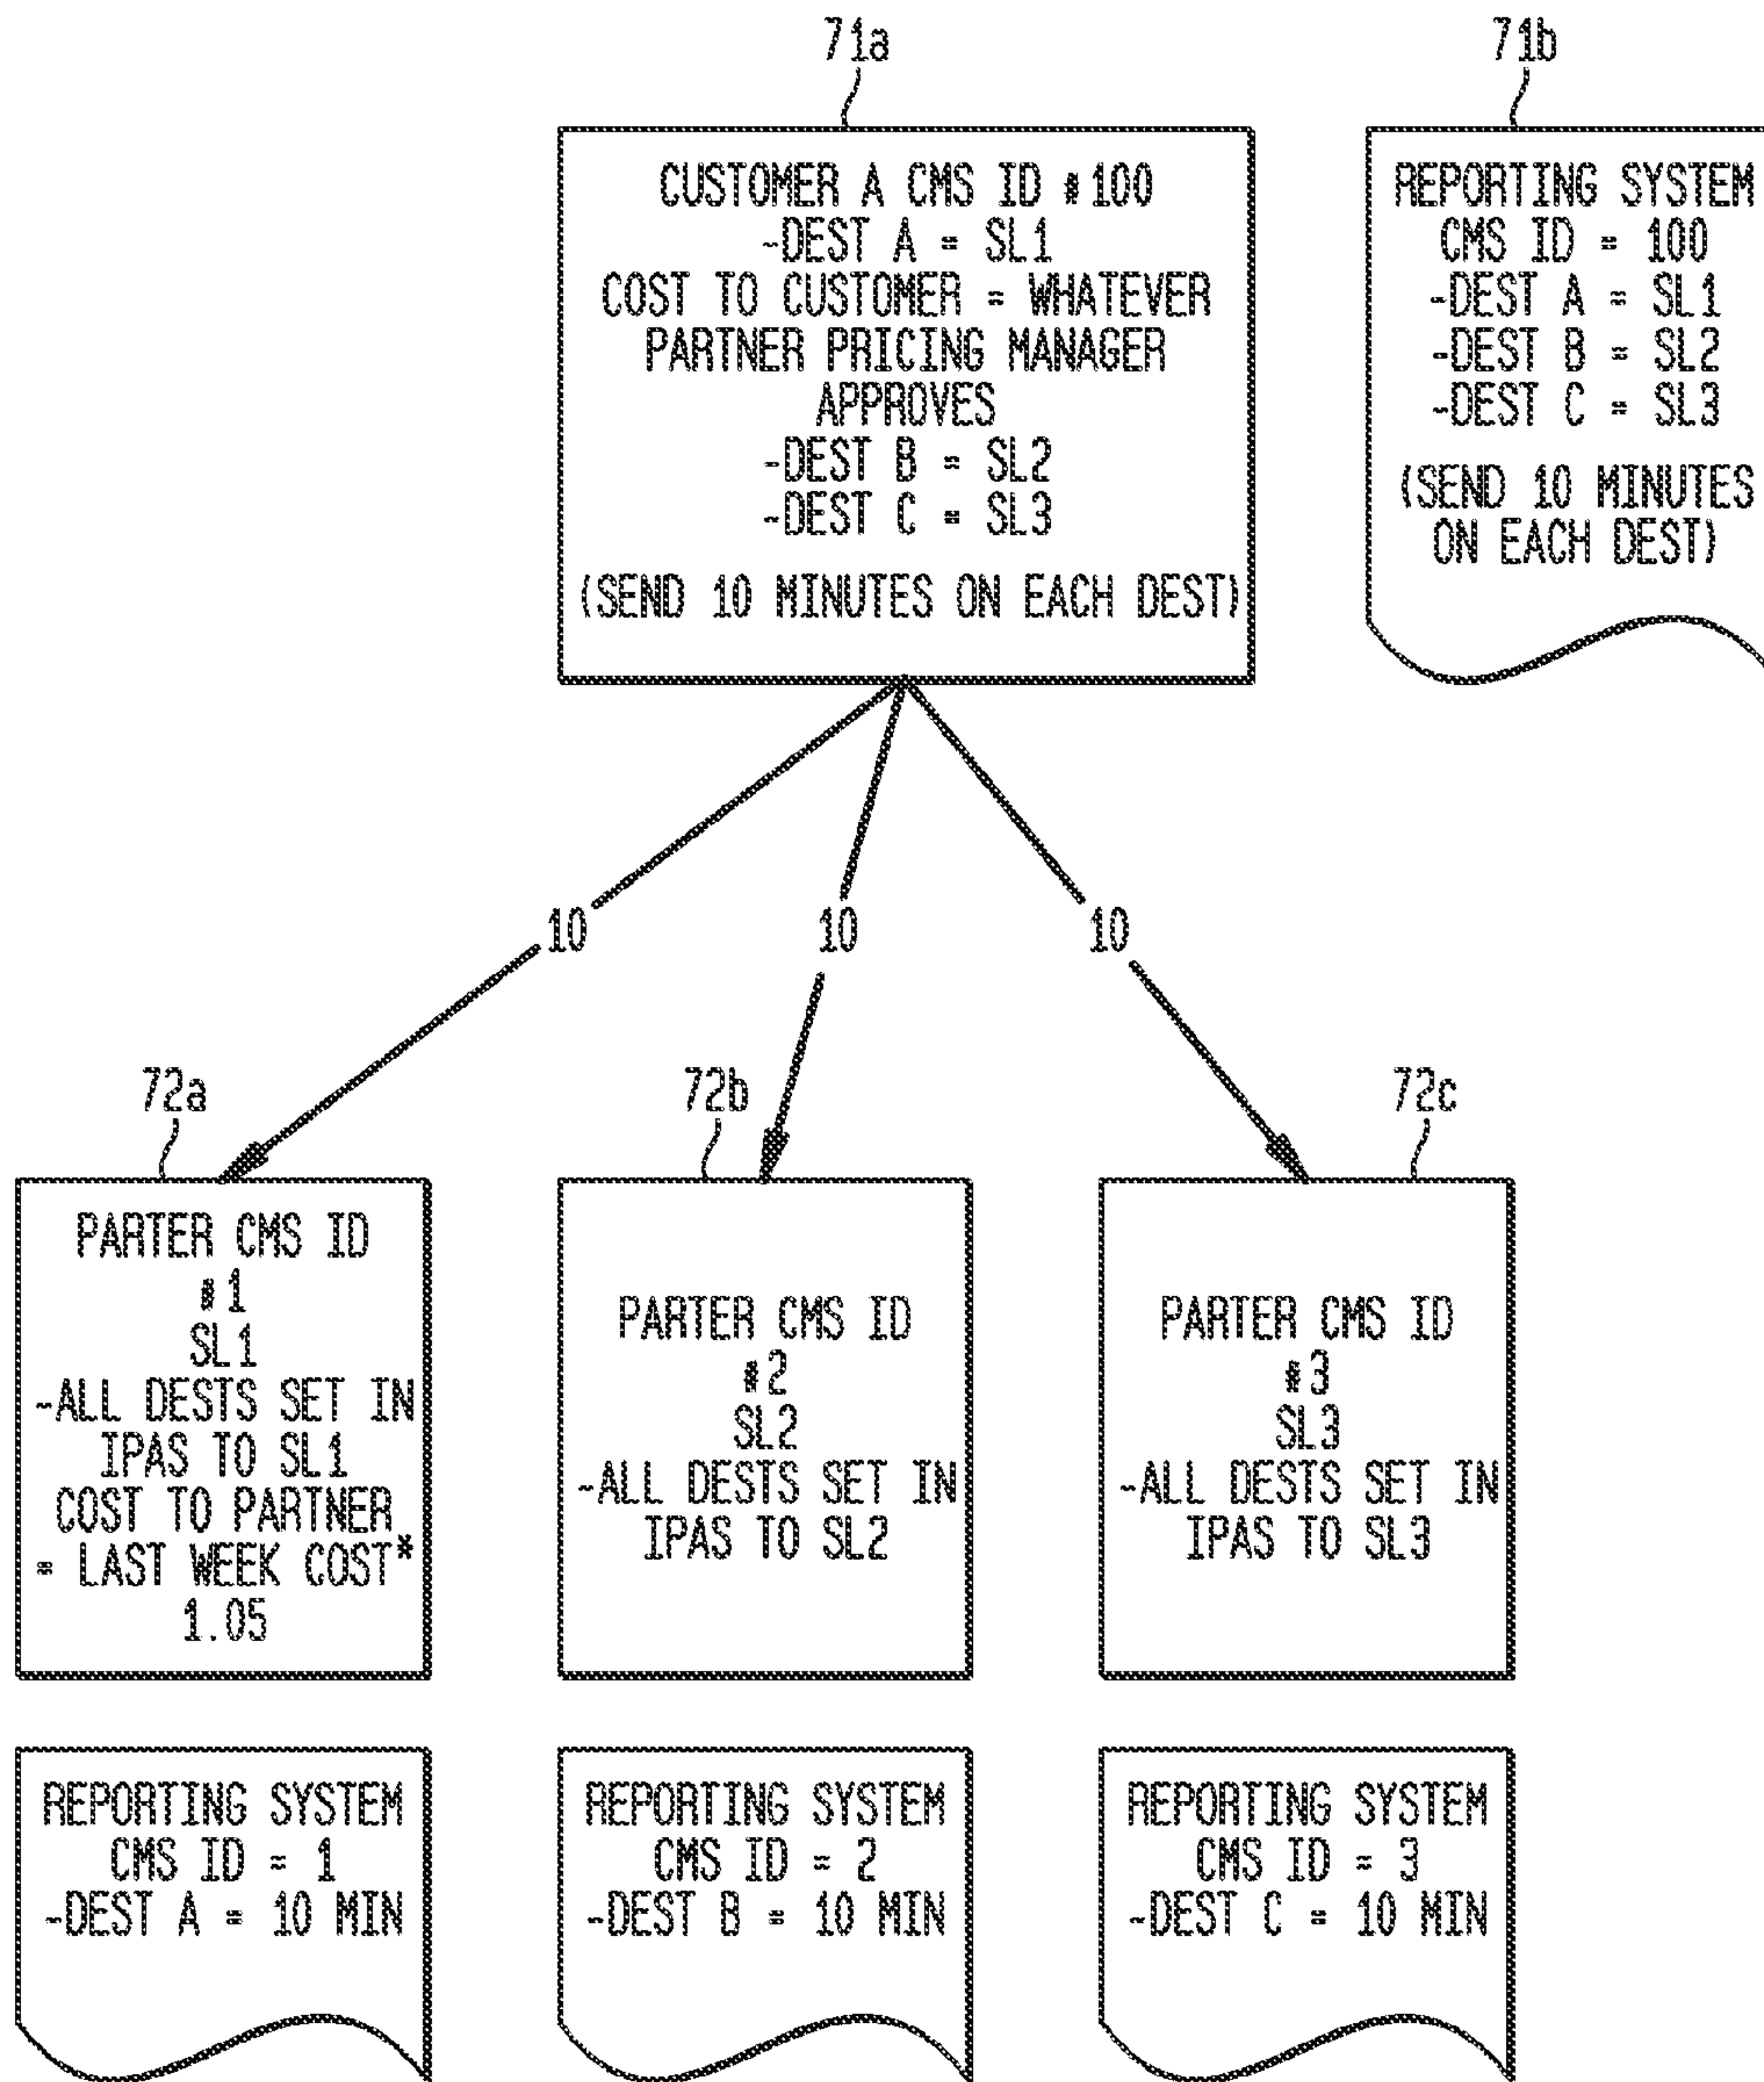 71a
71b
CUSTOMER A CMS ID #100
-DEST A = SL1
COST TO CUSTOMER = WHATEVER
PARTNER PRICING MANAGER
APPROVES
-DEST B = SL2
-DEST C = SL3
(SEND 10 MINUTES ON EACH DEST)
REPORTING SYSTEM
CMS ID = 100
-DEST A = SL1
-DEST B = SL2
-DEST C = SL3
(SEND 10 MINUTES
ON EACH DEST)
10
10
10
72a
72b
72c
PARTER CMS ID
#1
SL1
-ALL DESTS SET IN
IPAS TO SL1
COST TO PARTNER
= LAST WEEK COST*
1.05
PARTER CMS ID
#2
SL2
-ALL DESTS SET IN
IPAS TO SL2
PARTER CMS ID
#3
SL3
-ALL DESTS SET IN
IPAS TO SL3
REPORTING SYSTEM
CMS ID = 1
-DEST A = 10 MIN
REPORTING SYSTEM
CMS ID = 2
-DEST B = 10 MIN
REPORTING SYSTEM
CMS ID = 3
-DEST C = 10 MIN